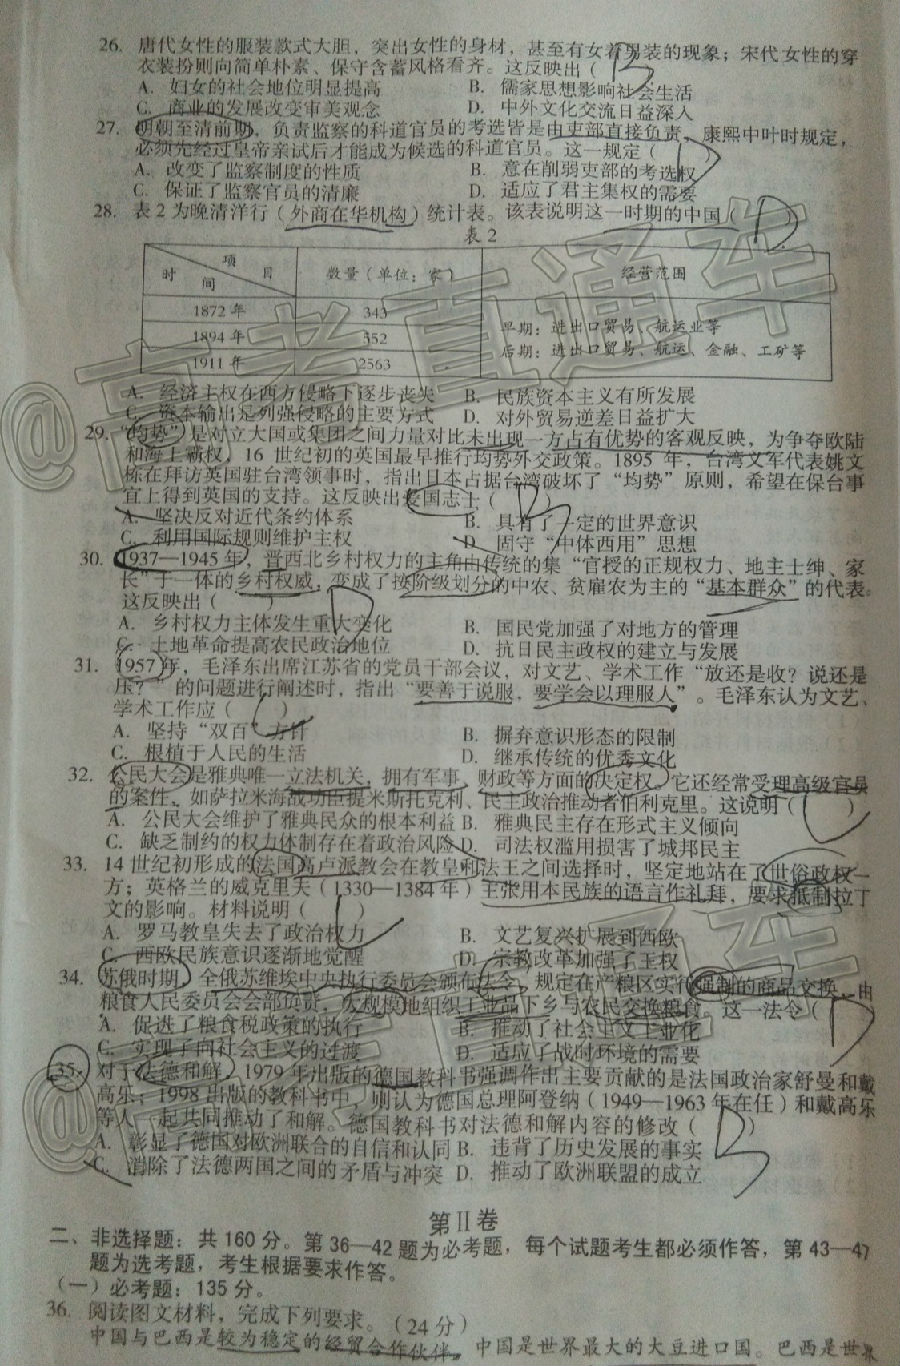 26. 唐代女性的服装款式大胆，突出女性的身材，甚至有女着男装的现象；宋代女性的穿
衣装扮则向简单朴素、保守含蓄风格看齐。这反映出（ B
A. 妇女的社会地位明显提高 B. 儒家思想影响社会生活
C. 商业的发展改变审美观念 D. 中外文化交流日益深入
27. 明朝至清前期，负责监察的科道官员的考选皆是由吏部直接负责，康熙中叶时规定，
必须先经过皇帝亲试后才能成为候选的科道官员。这一规定（ D ）
A. 改变了监察制度的性质 B. 意在削弱吏部的考选权
C. 保证了监察官员的清廉 D. 适应了君主集权的需要
28. 表2为晚清洋行（外商在华机构）统计表。该表说明这一时期的中国（ D
表2
项目
时间 数量（单位：家） 经营范围
1872年 343
1894年 552 早期：进出口贸易、航运业等
1911年 2563 后期：进出口贸易、航运、金融、工矿等
A. 经济主权在西方侵略下逐步丧失 B. 民族资本主义有所发展
C. 资本输出是列强侵略的主要方式 D. 对外贸易逆差日益扩大
29. “均势”是对立大国或集团之间力量对比未出现一方占有优势的客观反映，为争夺欧陆
和海上霸权，16世纪初的英国最早推行均势外交政策。1895年，台湾文军代表姚文
栋在拜访英国驻台湾领事时，指出日本占据台湾破坏了“均势”原则，希望在保台事
宜上得到英国的支持。这反映出爱国志士（ B ）
A. 坚决反对近代条约体系 B. 具有了一定的世界意识
C. 利用国际规则维护主权 D. 固守“中体西用”思想
30. 1937—1945年，晋西北乡村权力的主角由传统的集“官授的正规权力、地主士绅、家
长”于一体的乡村权威，变成了按阶级划分的中农、贫雇农为主的“基本群众”的代表。
这反映出（ ）
A. 乡村权力主体发生重大变化 B. 国民党加强了对地方的管理
C. 土地革命提高农民政治地位 D. 抗日民主政权的建立与发展
31. 1957年，毛泽东出席江苏省的党员干部会议，对文艺、学术工作“放还是收？说还是
压？”的问题进行阐述时，指出“要善于说服，要学会以理服人”。毛泽东认为文艺、
学术工作应（ ）
A. 坚持“双百”方针 B. 摒弃意识形态的限制
C. 根植于人民的生活 D. 继承传统的优秀文化
32. 公民大会是雅典唯一立法机关，拥有军事、财政等方面的决定权，它还经常受理高级官员
的案件，如萨拉米海战功臣提米斯托克利、民主政治推动者伯利克里。这说明（ ）
A. 公民大会维护了雅典民众的根本利益 B. 雅典民主存在形式主义倾向
C. 缺乏制约的权力体制存在着政治风险 D. 司法权滥用损害了城邦民主
33. 14世纪初形成的法国高卢派教会在教皇和法王之间选择时，坚定地站在了世俗政权一
方；英格兰的威克里夫（1330—1384年）主张用本民族的语言作礼拜，要求抵制拉丁
文的影响。材料说明（ ）
A. 罗马教皇失去了政治权力 B. 文艺复兴扩展到西欧
C. 西欧民族意识逐渐地觉醒 D. 宗教改革加强了王权
34. 苏俄时期，全俄苏维埃中央执行委员会颁布法令，规定在产粮区实行强制的商品交换，由
粮食人民委员会会部负责，大规模地组织工业品下乡与农民交换粮食。这一法令（ D
A. 促进了粮食税政策的执行 B. 推动了社会主义工业化
C. 实现了向社会主义的过渡 D. 适应了战时环境的需要
35. 对于法德和解，1979年出版的德国教科书强调作出主要贡献的是法国政治家舒曼和戴
高乐；1998出版的教科书中，则认为德国总理阿登纳（1949—1963年在任）和戴高乐
等人一起共同推动了和解。德国教科书对法德和解内容的修改（ B ）
A. 彰显了德国对欧洲联合的自信和认同 B. 违背了历史发展的事实
C. 消除了法德两国之间的矛盾与冲突 D. 推动了欧洲联盟的成立
第Ⅱ卷
二、非选择题：共160分。第36—42题为必考题，每个试题考生都必须作答，第43—47
题为选考题，考生根据要求作答。
（一）必考题：135分。
36. 阅读图文材料，完成下列要求。（24分）
中国与巴西是较为稳定的经贸合作伙伴。中国是世界最大的大豆进口国。巴西是世界
@高考直通车
@高考直通车